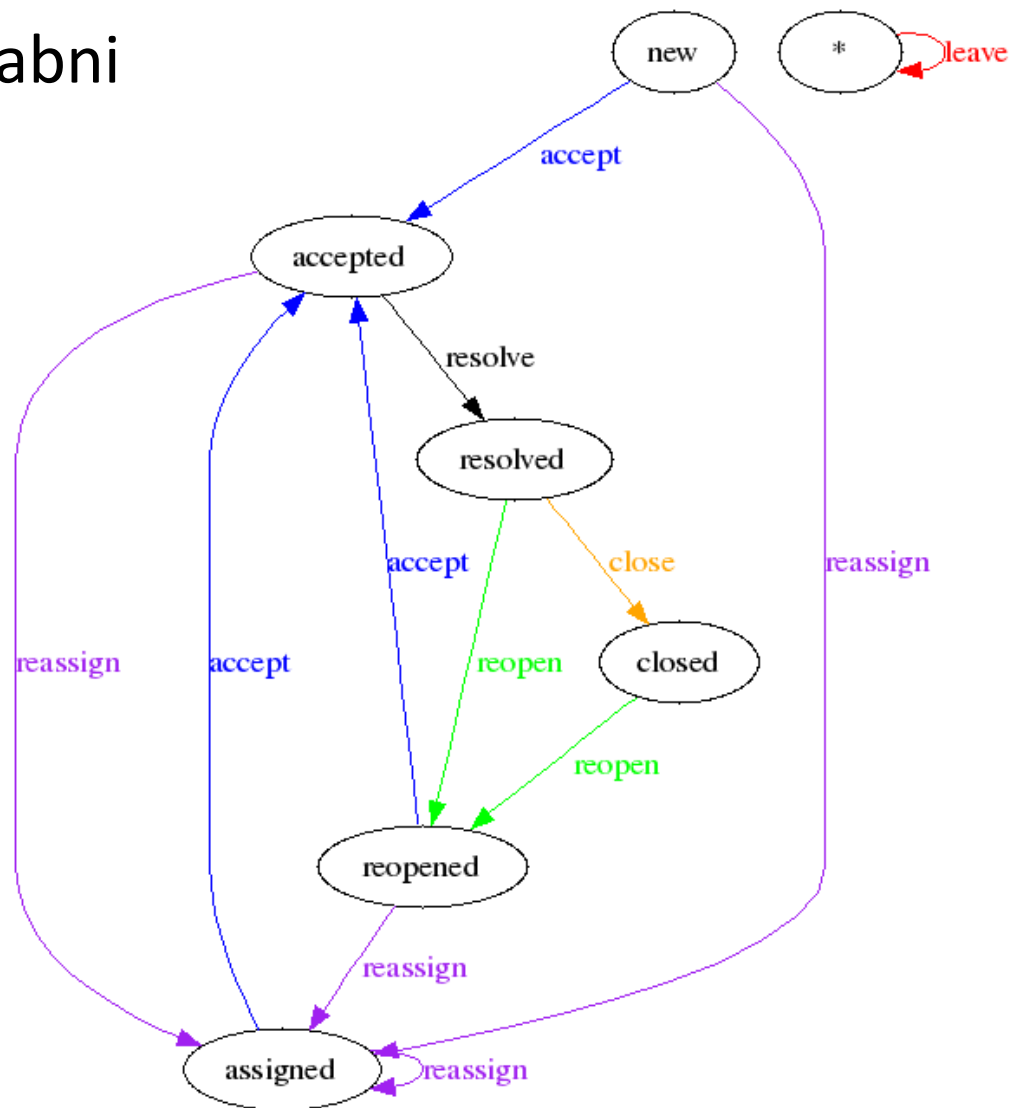 abni
new
*
leave
accept
accepted
resolve
resolved
accept
close
reassign
reassign
accept
reopen
closed
reopen
reopened
reassign
assigned
reassign